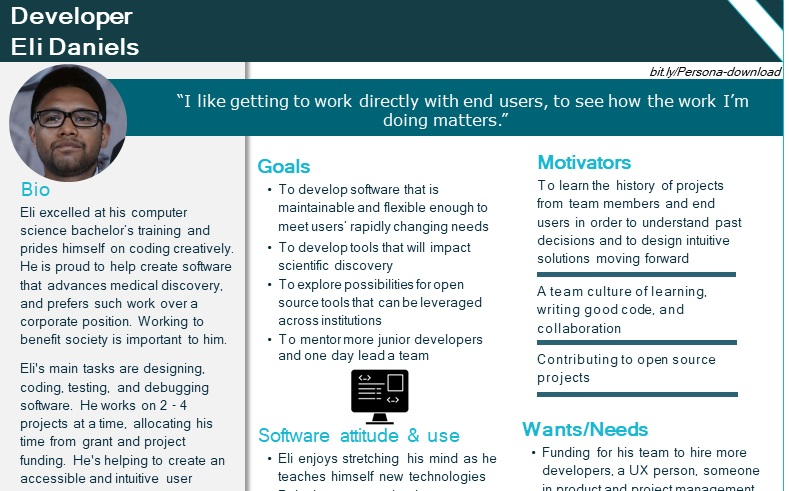 Developer
Eli Daniels
bit.ly/Persona-download
“I like getting to work directly with end users, to see how the work I’m
doing matters.”
Bio
Eli excelled at his computer
science bachelor’s training and
prides himself on coding creatively.
He is proud to help create software
that advances medical discovery,
and prefers such work over a
corporate position. Working to
benefit society is important to him.
Eli's main tasks are designing,
coding, testing, and debugging
software. He works on 2 - 4
projects at a time, allocating his
time from grant and project
funding. He's helping to create an
accessible and intuitive user
Goals
• To develop software that is
maintainable and flexible enough to
meet users’ rapidly changing needs
• To develop tools that will impact
scientific discovery
• To explore possibilities for open
source tools that can be leveraged
across institutions
• To mentor more junior developers
and one day lead a team
Software attitude & use
• Eli enjoys stretching his mind as he
teaches himself new technologies
Motivators
To learn the history of projects
from team members and end
users in order to understand past
decisions and to design intuitive
solutions moving forward
A team culture of learning,
writing good code, and
collaboration
Contributing to open source
projects
Wants/Needs
• Funding for his team to hire more
developers, a UX person, someone
in product and project management